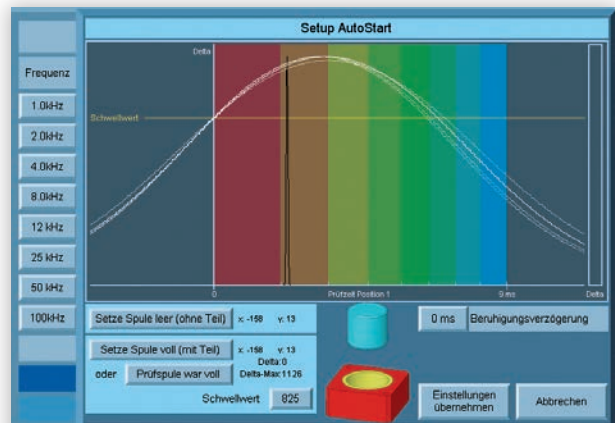 Setup AutoStart
Frequenz
1.0kHz
2.0kHz
4.0kHz
8.0kHz
12 kHz
25 kHz
50 kHz
100kHz
Delta
Schwellwert
0
Prüfzeit Position 1
9 ms
Delta
Setze Spule leer (ohne Teil)
x: -158 y: 13
Setze Spule voll (mit Teil)
x: -158 y: 13
Delta:0
oder
Prüfspule war voll
Delta-Max:1126
Schwellwert
825
0 ms
Beruhigungsverzögerung
Einstellungen
übernehmen
Abbrechen